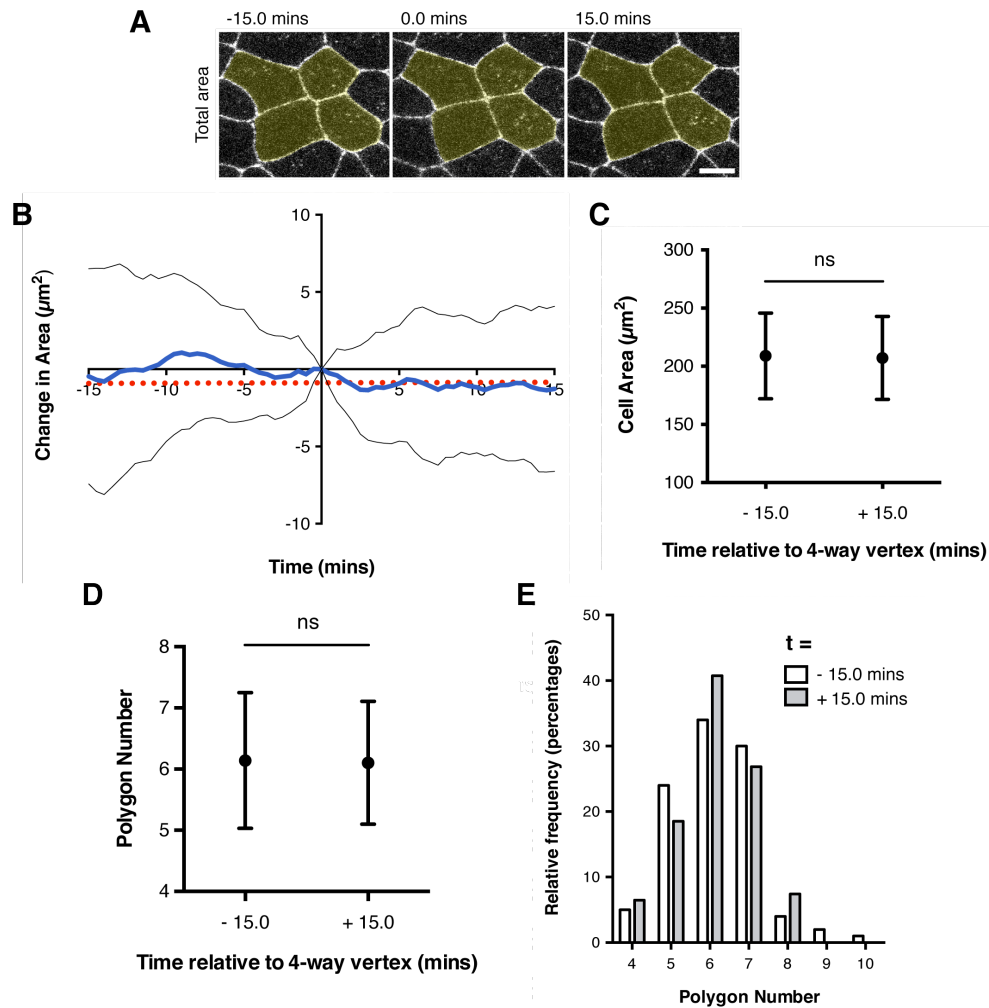 A
-15.0 mins
0.0 mins
15.0 mins
Total area
B
Change in Area (µm²)
10
5
-5
-10
-15
-10
-5
5
10
15
Time (mins)
C
Cell Area (µm²)
300
250
200
150
100
ns
- 15.0
+ 15.0
Time relative to 4-way vertex (mins)
D
Polygon Number
8
7
6
5
4
ns
- 15.0
+ 15.0
Time relative to 4-way vertex (mins)
E
Relative frequency (percentages)
50
40
30
20
10
0
t =
- 15.0 mins
+ 15.0 mins
4 5 6 7 8 9 10
Polygon Number